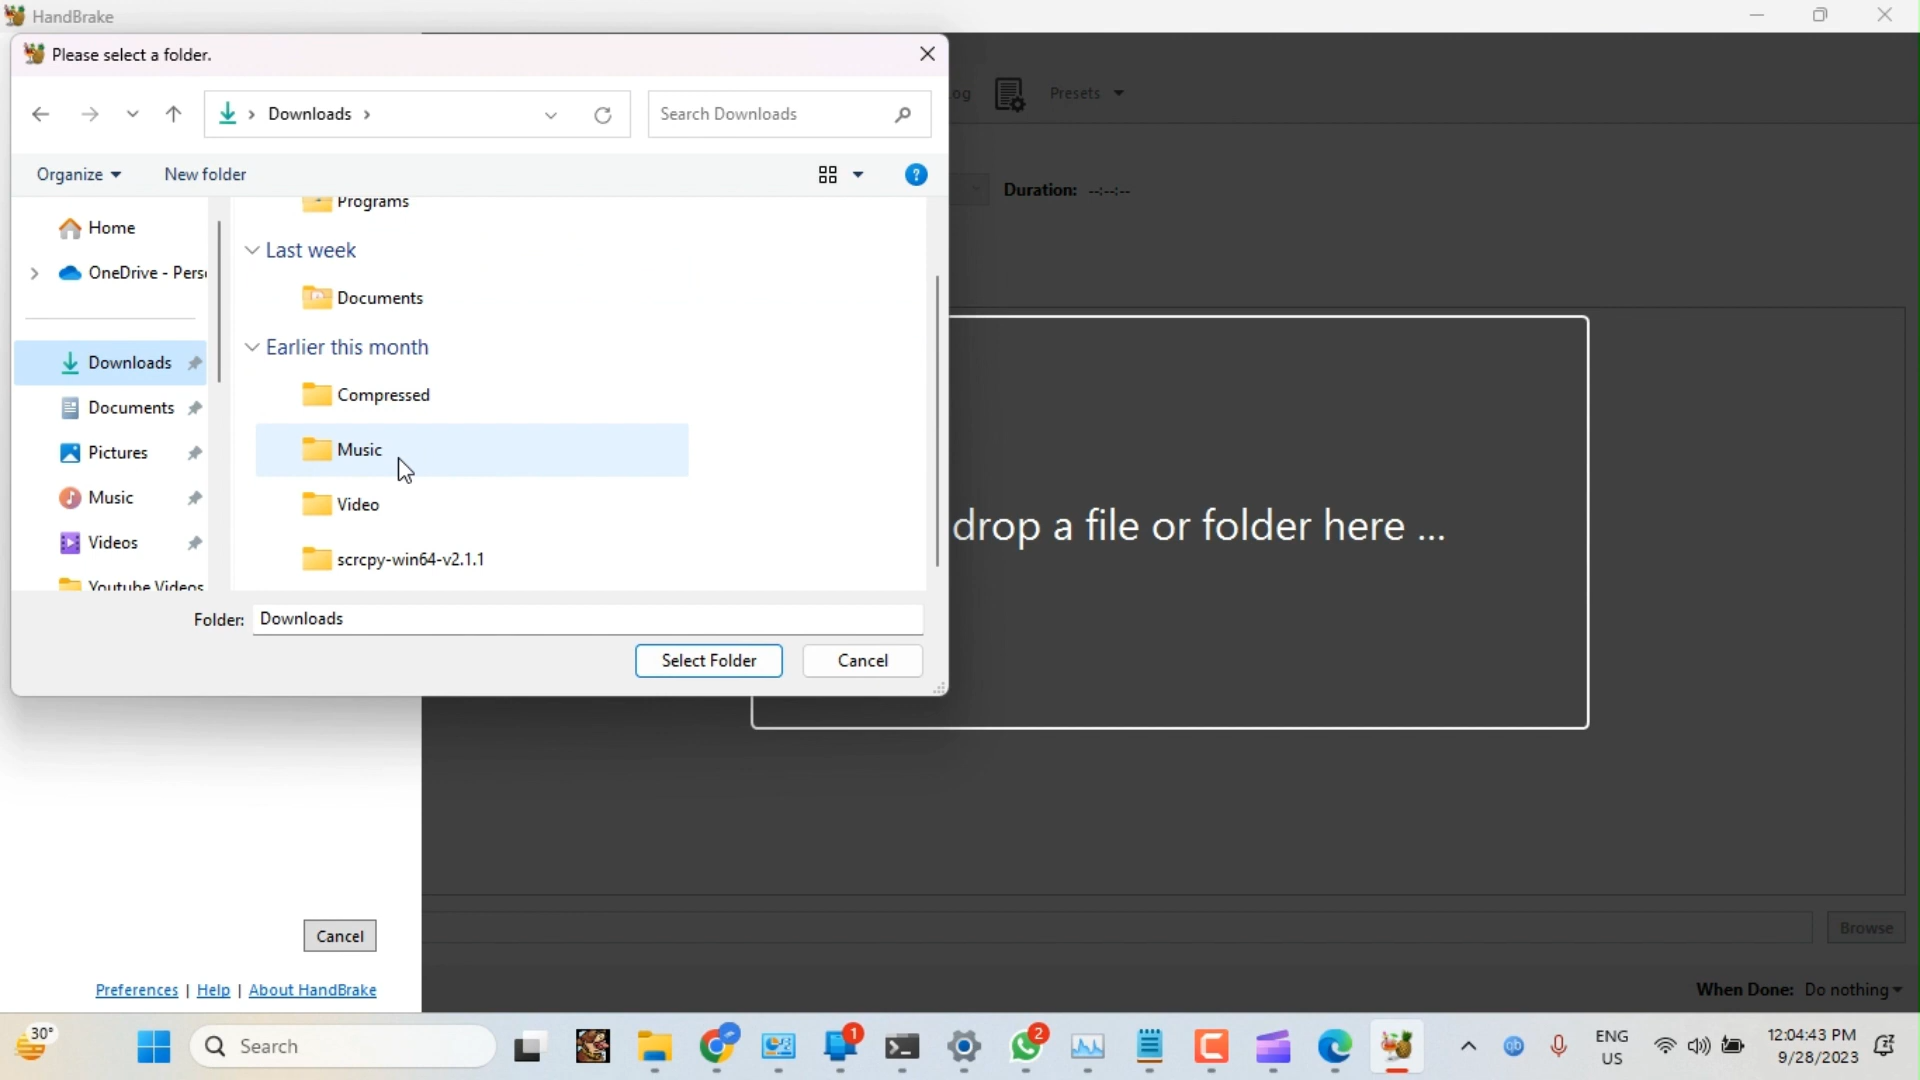 HandBrake
Please select a folder.
Downloads
Search Downloads
Presets
Organize
New folder
Duration: --:--:--
Programs
Home
OneDrive - Pers
Last week
Documents
Earlier this month
Downloads
Compressed
Documents
Pictures
Music
Music
Video
Videos
scrcpy-win64-v2.1.1
Youtube Videos
drop a file or folder here ...
Folder: Downloads
Select Folder
Cancel
Browse
Cancel
Preferences | Help | About HandBrake
When Done: Do nothing
30°
Search
1
2
ENG
US
12:04:43 PM
9/28/2023